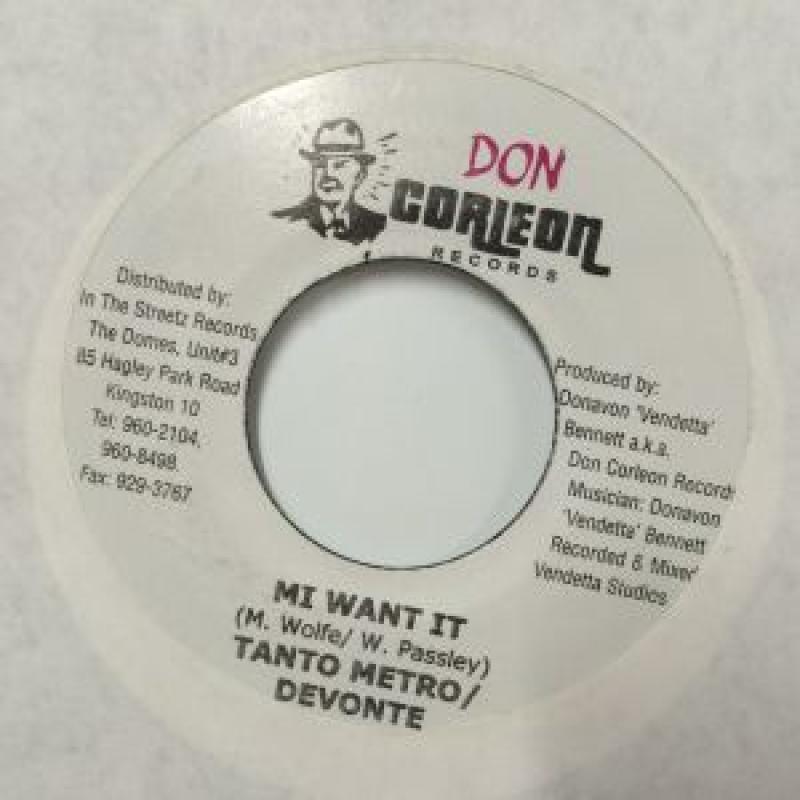 DON
CORLEON
RECORDS
Distributed by:
In The Streetz Records
The Domes, Unit#3
85 Hagley Park Road
Kingston 10
Tel: 960-2104,
960-8498
Fax: 929-3767
Produced by:
Donavon 'Vendetta'
Bennett a.k.a.
Don Corleon Records
Musician: Donavon
'Vendetta' Bennett
Recorded & Mixed
Vendetta Studios
MI WANT IT
(M. Wolfe/ W. Passley)
TANTO METRO/
DEVONTE